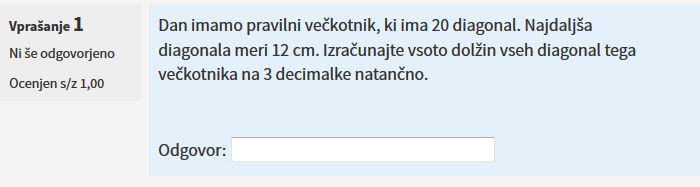 Vprašanje 1
Ni še odgovorjeno
Ocenjen s/z 1,00
Dan imamo pravilni večkotnik, ki ima 20 diagonal. Najdaljša
diagonala meri 12 cm. Izračunajte vsoto dolžin vseh diagonal tega
večkotnika na 3 decimalke natančno.
Odgovor: